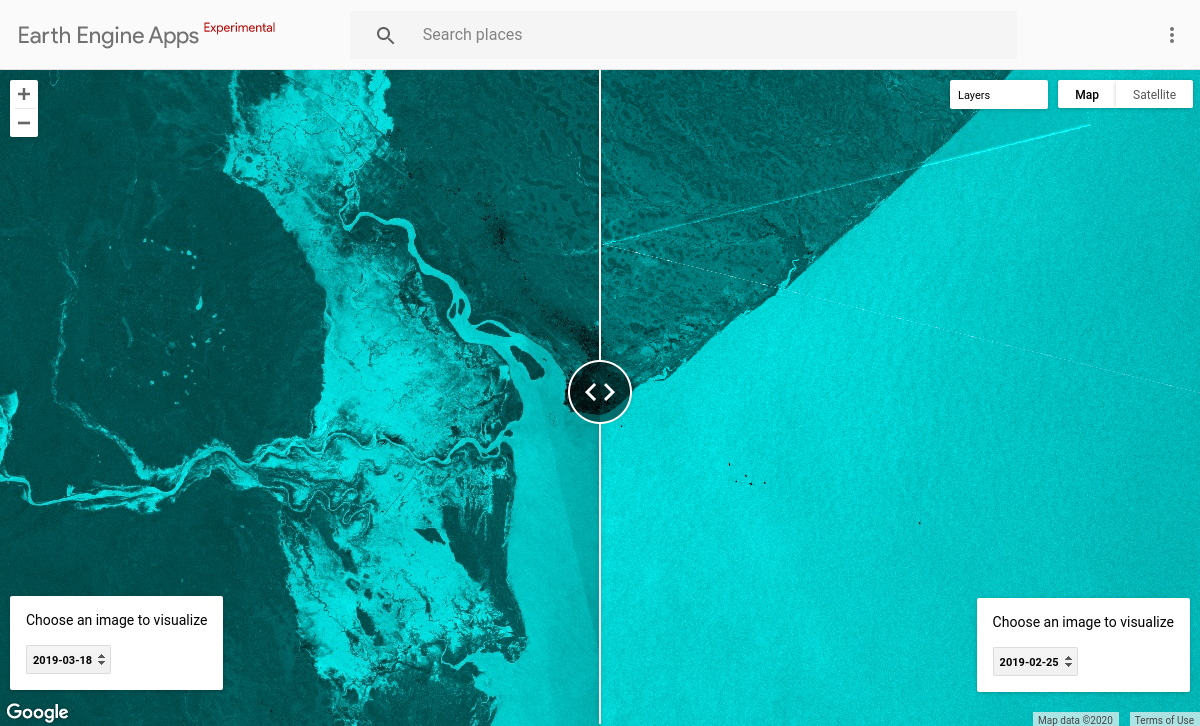 Earth Engine Apps Experimental
Search places
Layers
Map
Satellite
Choose an image to visualize
2019-03-18
Choose an image to visualize
2019-02-25
Google
Map data ©2020
Terms of Use